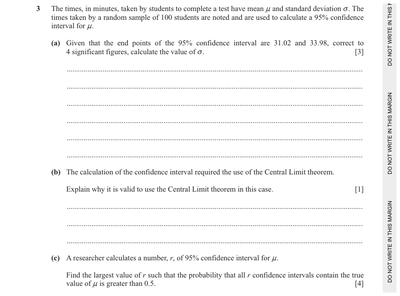 3 The times, in minutes, taken by students to complete a test have mean μ and standard deviation σ. The
times taken by a random sample of 100 students are noted and are used to calculate a 95% confidence
interval for μ.
(a) Given that the end points of the 95% confidence interval are 31.02 and 33.98, correct to
4 significant figures, calculate the value of σ. [3]
(b) The calculation of the confidence interval required the use of the Central Limit theorem.
Explain why it is valid to use the Central Limit theorem in this case. [1]
(c) A researcher calculates a number, r, of 95% confidence interval for μ.
Find the largest value of r such that the probability that all r confidence intervals contain the true
value of μ is greater than 0.5. [4]
DO NOT WRITE IN THIS
DO NOT WRITE IN THIS MARGIN
DO NOT WRITE IN THIS MARGIN